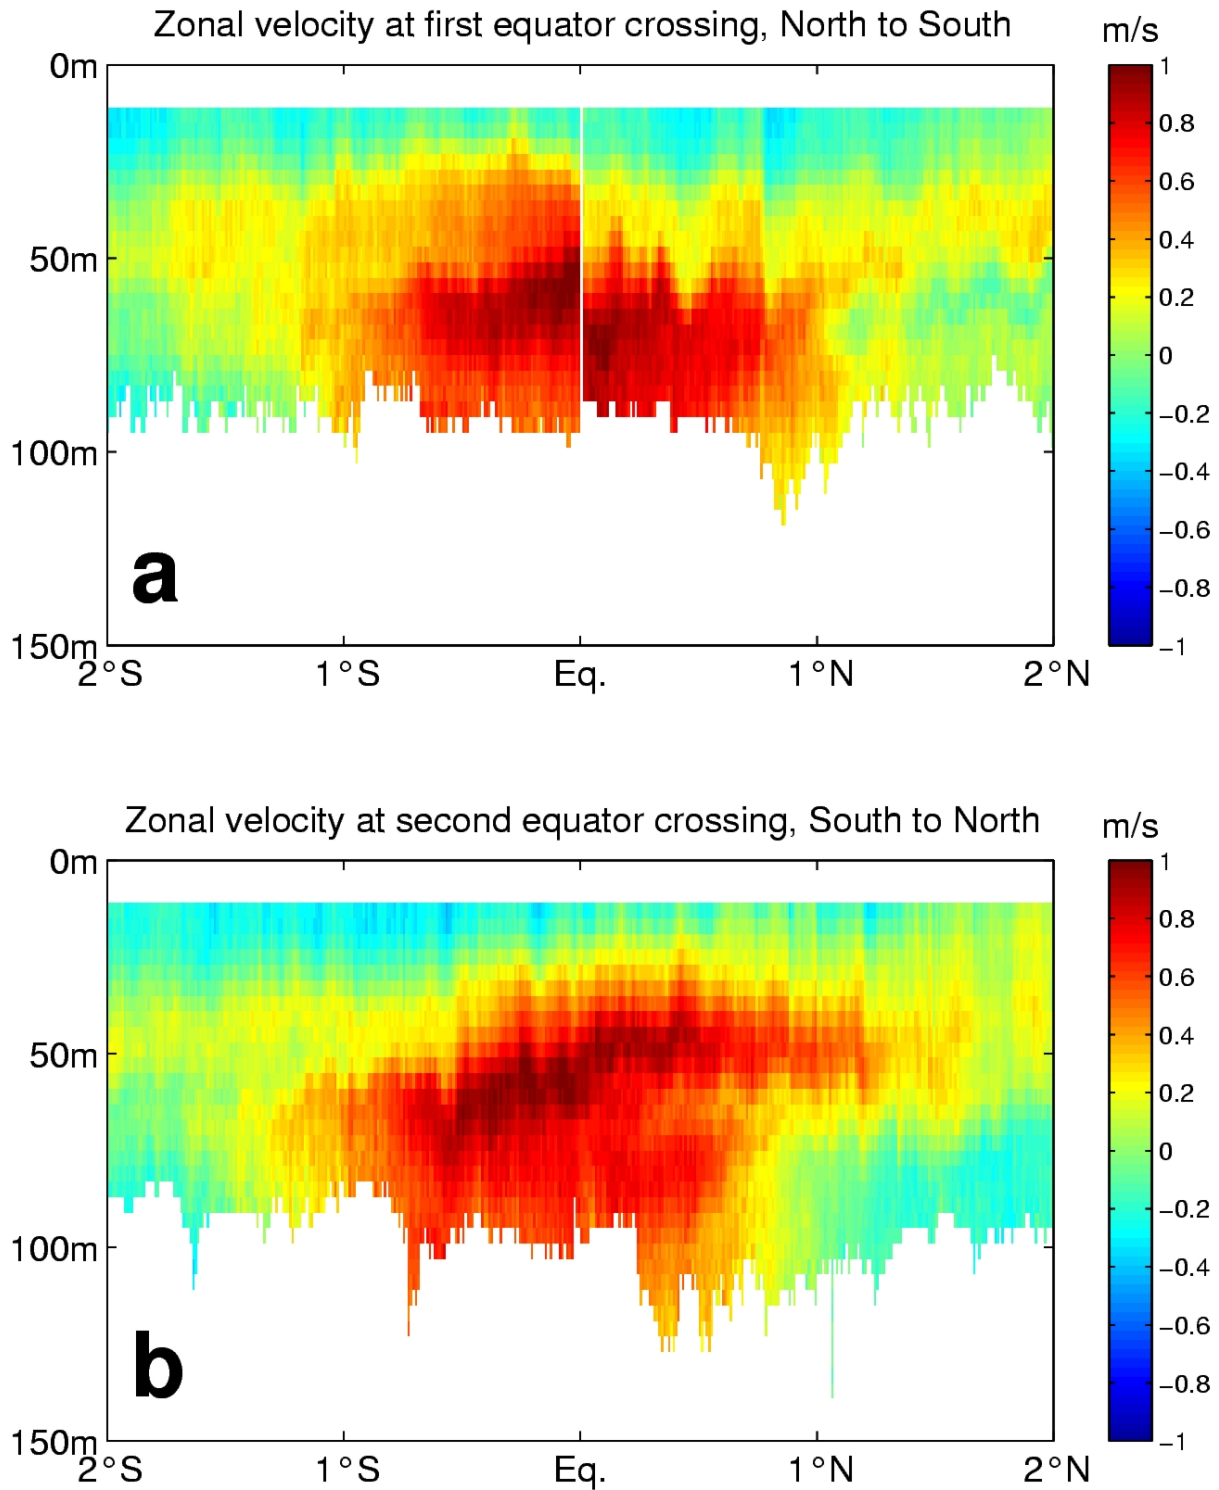 Zonal velocity at first equator crossing, North to South
m/s
0m
50m
100m
150m
2°S
1°S
Eq.
1°N
2°N
1
0.8
0.6
0.4
0.2
0
−0.2
−0.4
−0.6
−0.8
−1
a
Zonal velocity at second equator crossing, South to North
m/s
0m
50m
100m
150m
2°S
1°S
Eq.
1°N
2°N
1
0.8
0.6
0.4
0.2
0
−0.2
−0.4
−0.6
−0.8
−1
b